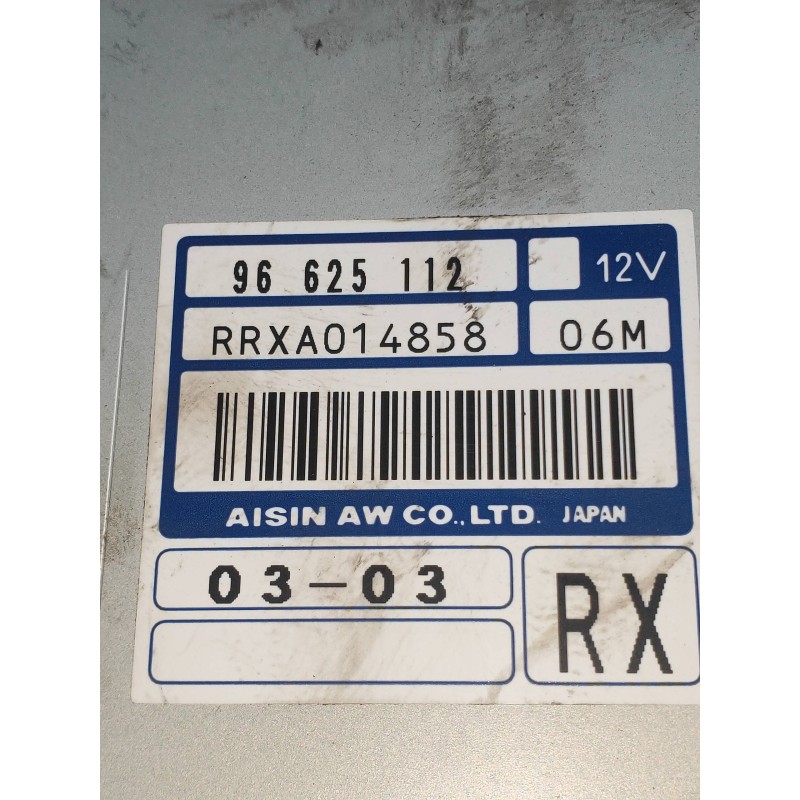 96 625 112
12V
RRXA014858
06M
AISIN AW CO., LTD. JAPAN
03-03
RX